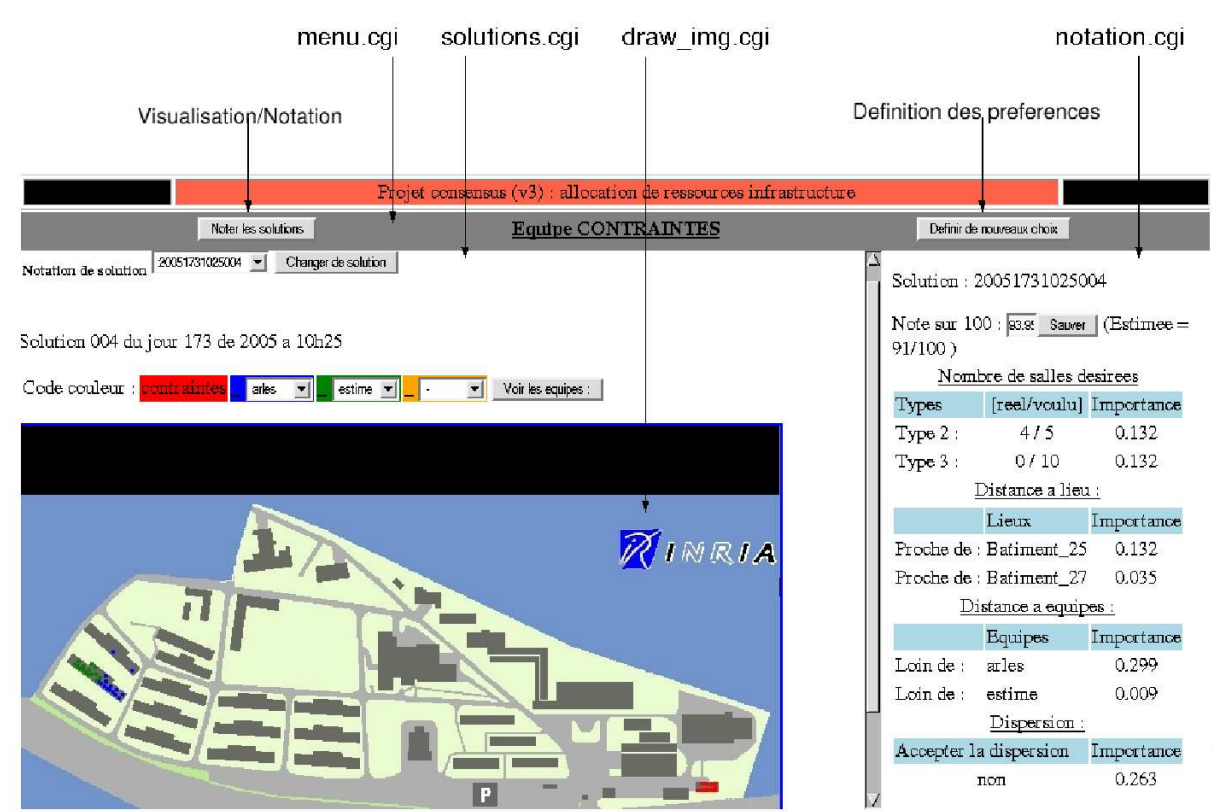 menu.cgi solutions.cgi draw_img.cgi notation.cgi
Visualisation/Notation Definition des preferences
Projet consensus (v3) : allocation de ressources infrastructure
Noter les solutions Equipe CONTRAINTES Definir de nouveaux choix
Notation de solution 20051731025004 Changer de solution
Solution 004 du jour 173 de 2005 a 10h25
Code couleur : contraintes _ arles _ estime _ - Voir les equipes :
INRIA
P
Solution : 20051731025004
Note sur 100 : Sauver (Estimee =
91/100 )
Nombre de salles desirees
Types [reel/voulu] Importance
Type 2 : 4 / 5 0.132
Type 3 : 0 / 10 0.132
Distance a lieu :
Lieux Importance
Proche de : Batiment_25 0.132
Proche de : Batiment_27 0.035
Distance a equipes :
Equipes Importance
Loin de : arles 0.299
Loin de : estime 0.009
Dispersion :
Accepter la dispersion Importance
non 0.263